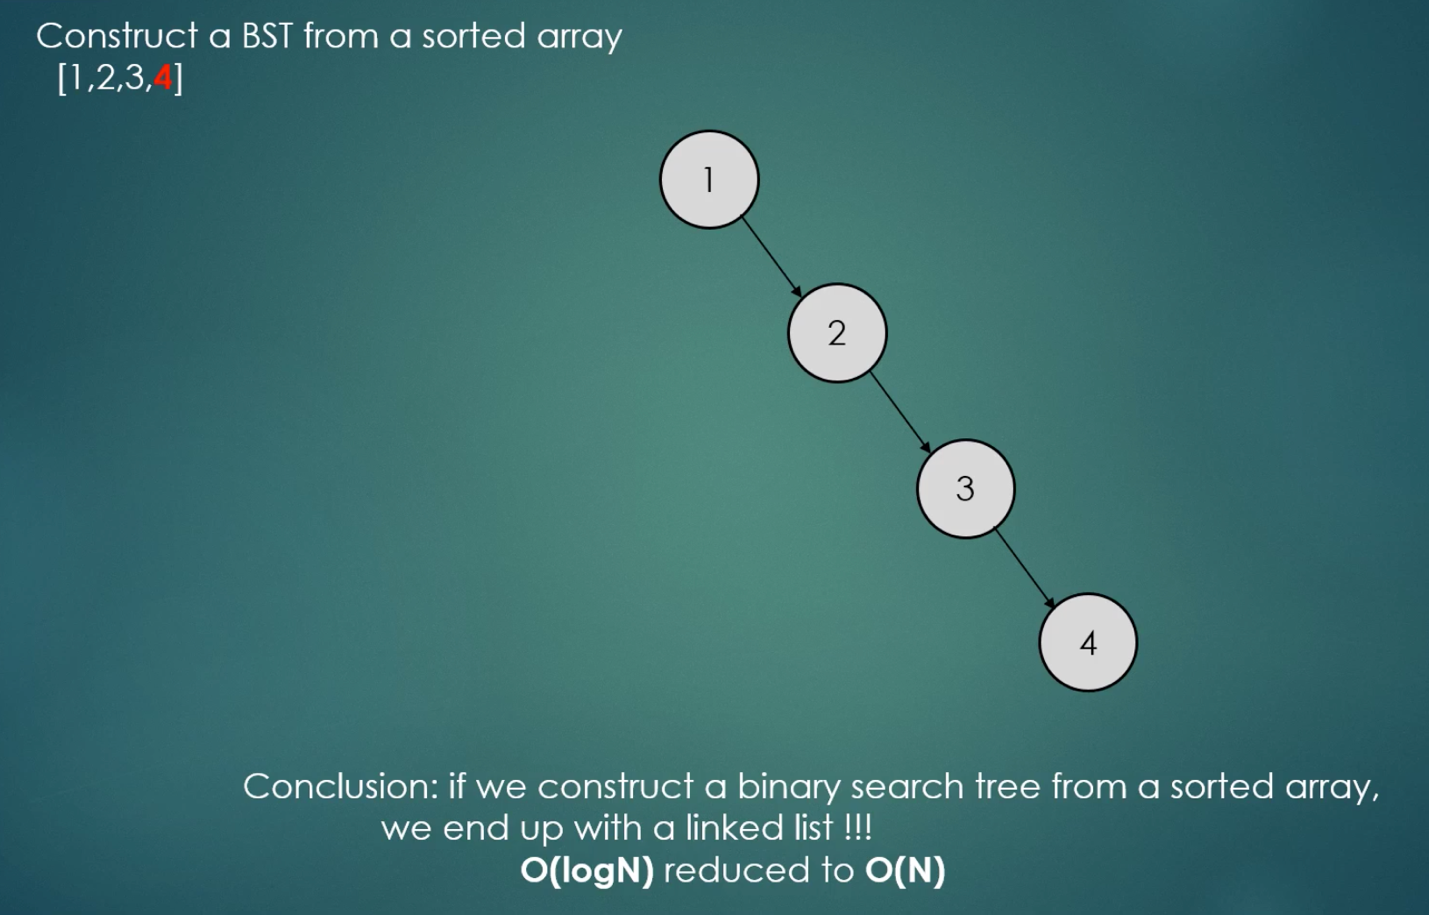 Construct a BST from a sorted array
[1,2,3,4]
1
2
3
4
Conclusion: if we construct a binary search tree from a sorted array,
we end up with a linked list !!!
O(logN) reduced to O(N)